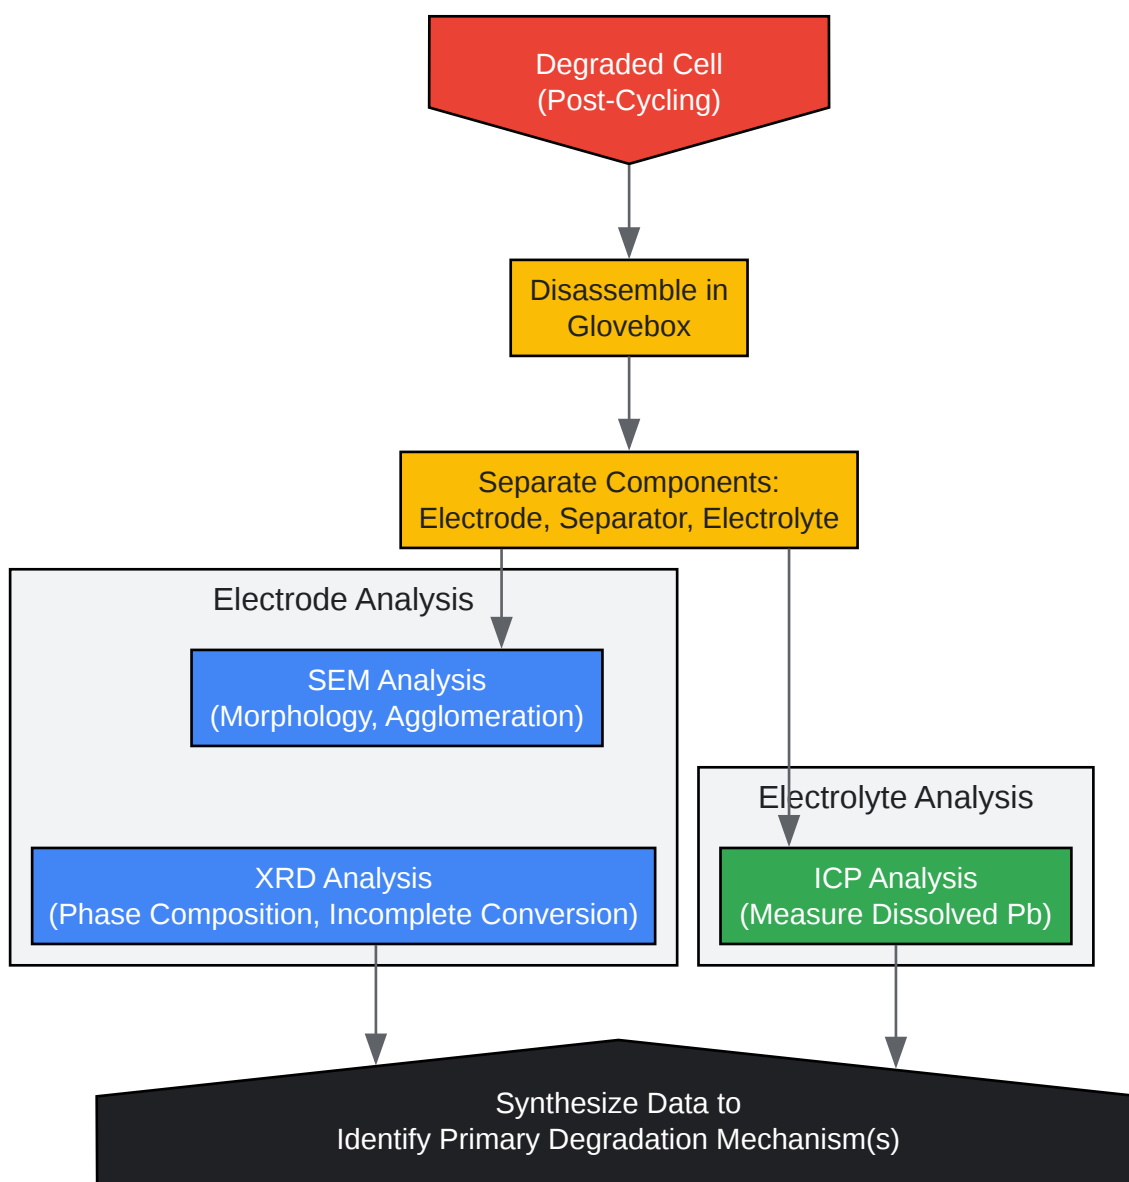 Degraded Cell
(Post-Cycling)
Disassemble in
Glovebox
Separate Components:
Electrode, Separator, Electrolyte
Electrode Analysis
SEM Analysis
(Morphology, Agglomeration)
Electrolyte Analysis
XRD Analysis
(Phase Composition, Incomplete Conversion)
ICP Analysis
(Measure Dissolved Pb)
Synthesize Data to
Identify Primary Degradation Mechanism(s)